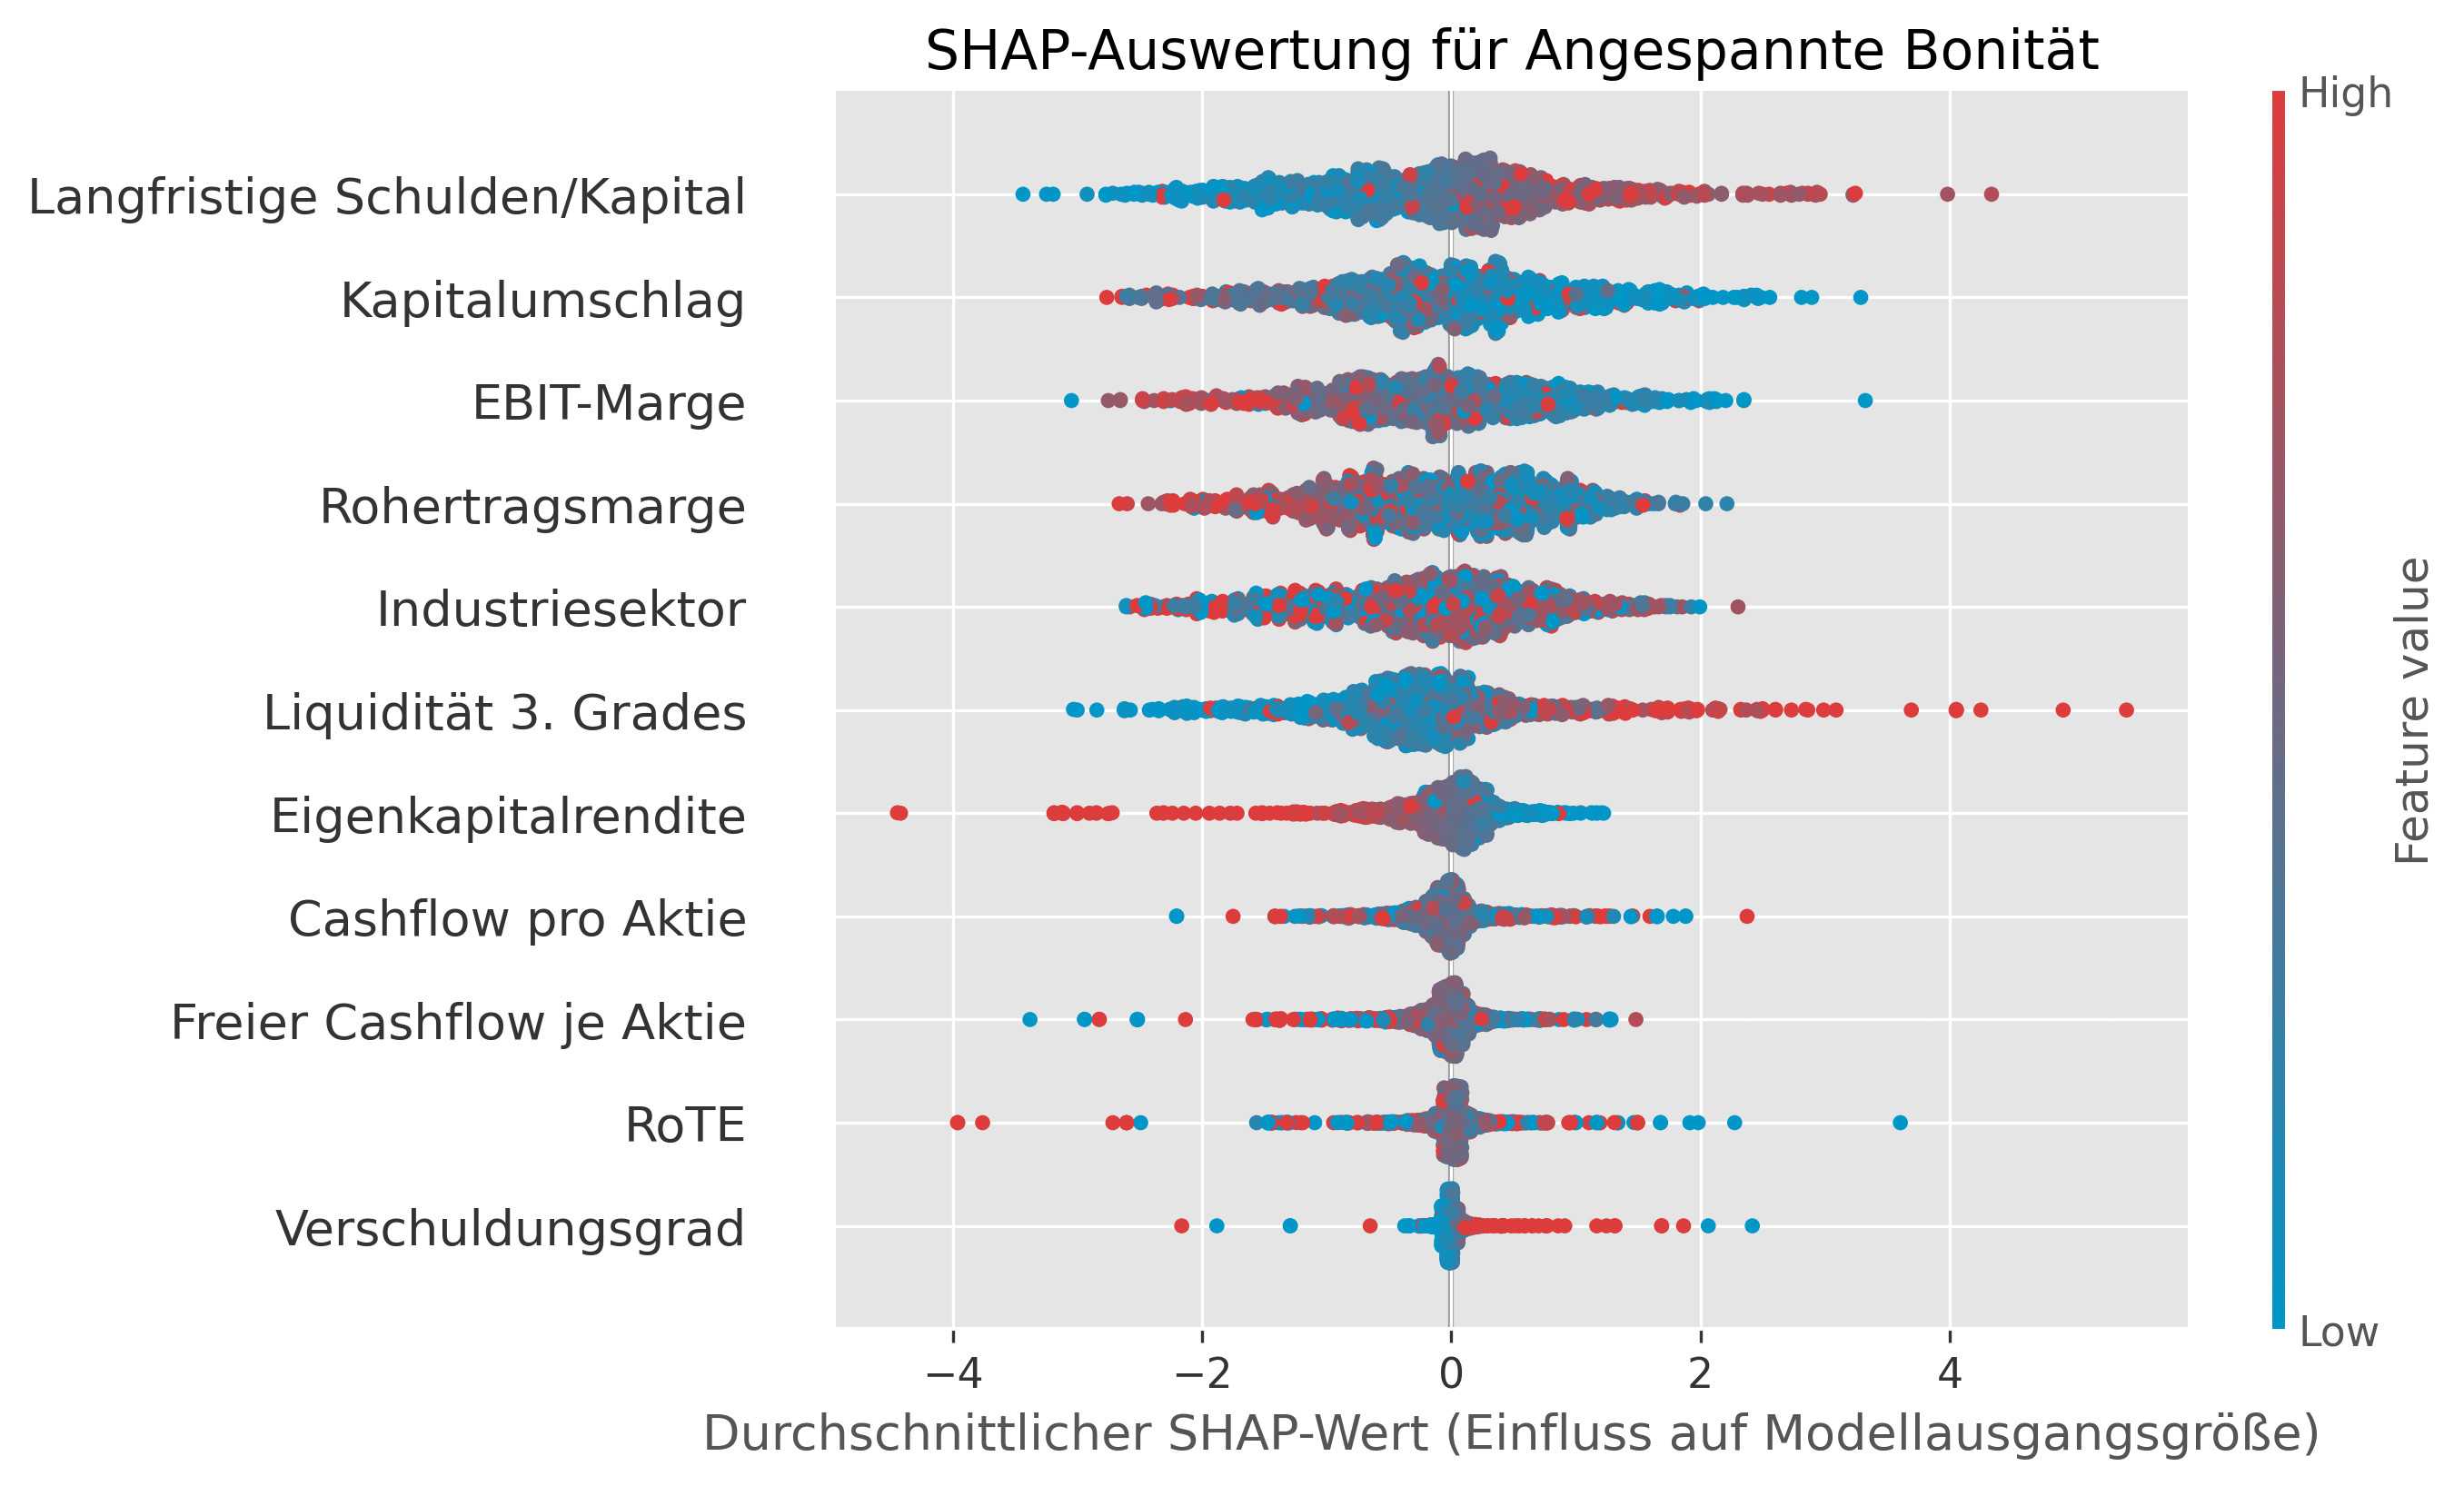 SHAP-Auswertung für Angespannte Bonität
High
Langfristige Schulden/Kapital
Kapitalumschlag
EBIT-Marge
Rohertragsmarge
Industriesektor
Liquidität 3. Grades
Eigenkapitalrendite
Cashflow pro Aktie
Freier Cashflow je Aktie
RoTE
Verschuldungsgrad
Feature value
Low
−4 −2 0 2 4
Durchschnittlicher SHAP-Wert (Einfluss auf Modellausgangsgröße)